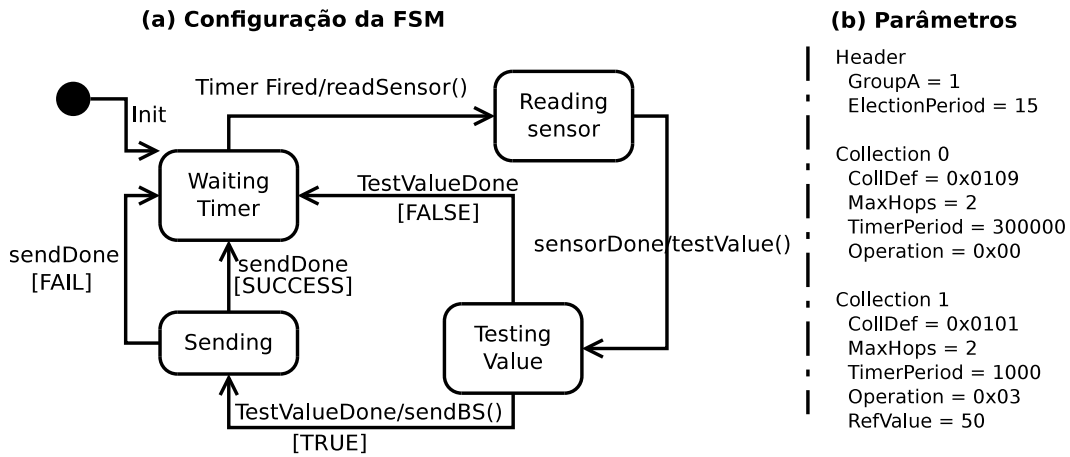 (a) Configuração da FSM
Init
Timer Fired/readSensor()
Reading
sensor
Waiting
Timer
TestValueDone
[FALSE]
sensorDone/testValue()
sendDone
[FAIL]
sendDone
[SUCCESS]
Sending
Testing
Value
TestValueDone/sendBS()
[TRUE]
(b) Parâmetros
Header
GroupA = 1
ElectionPeriod = 15
Collection 0
CollDef = 0x0109
MaxHops = 2
TimerPeriod = 300000
Operation = 0x00
Collection 1
CollDef = 0x0101
MaxHops = 2
TimerPeriod = 1000
Operation = 0x03
RefValue = 50